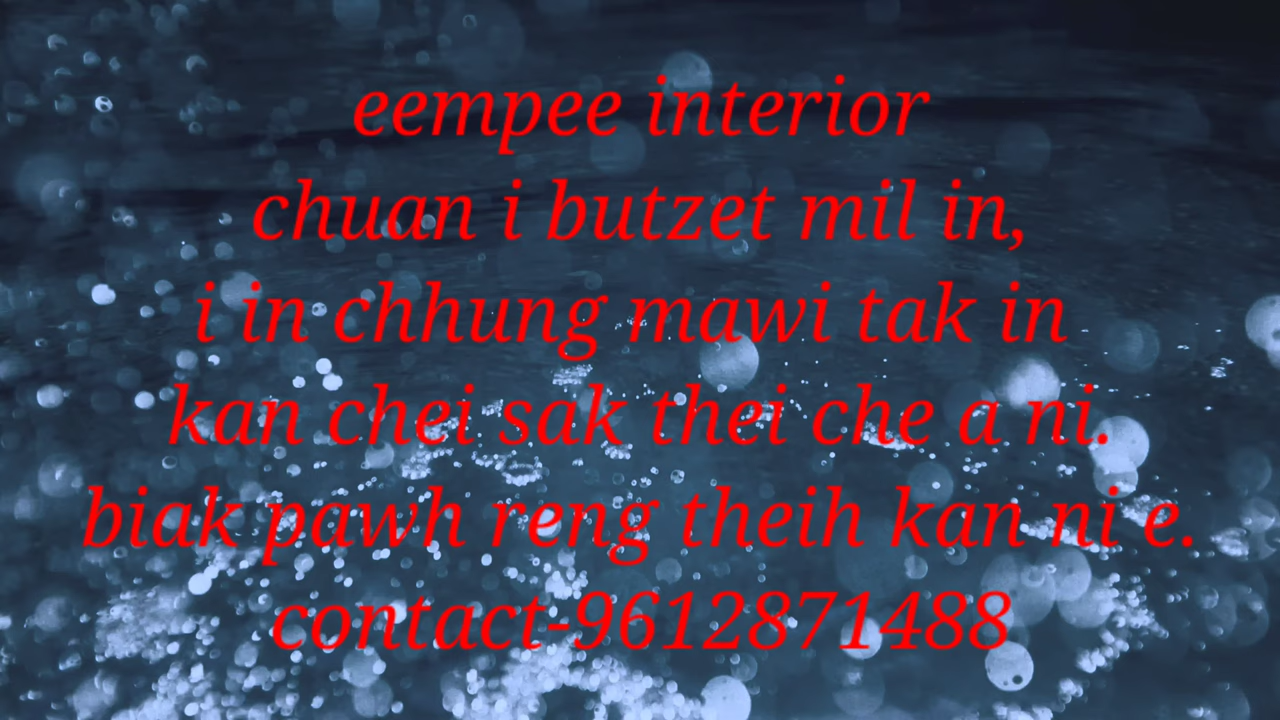 eempee interior
chuan i butzet mil in,
i in chhung mawi tak in
kan chei sak thei che a ni.
biak pawh reng theih kan ni e.
contact-9612871488